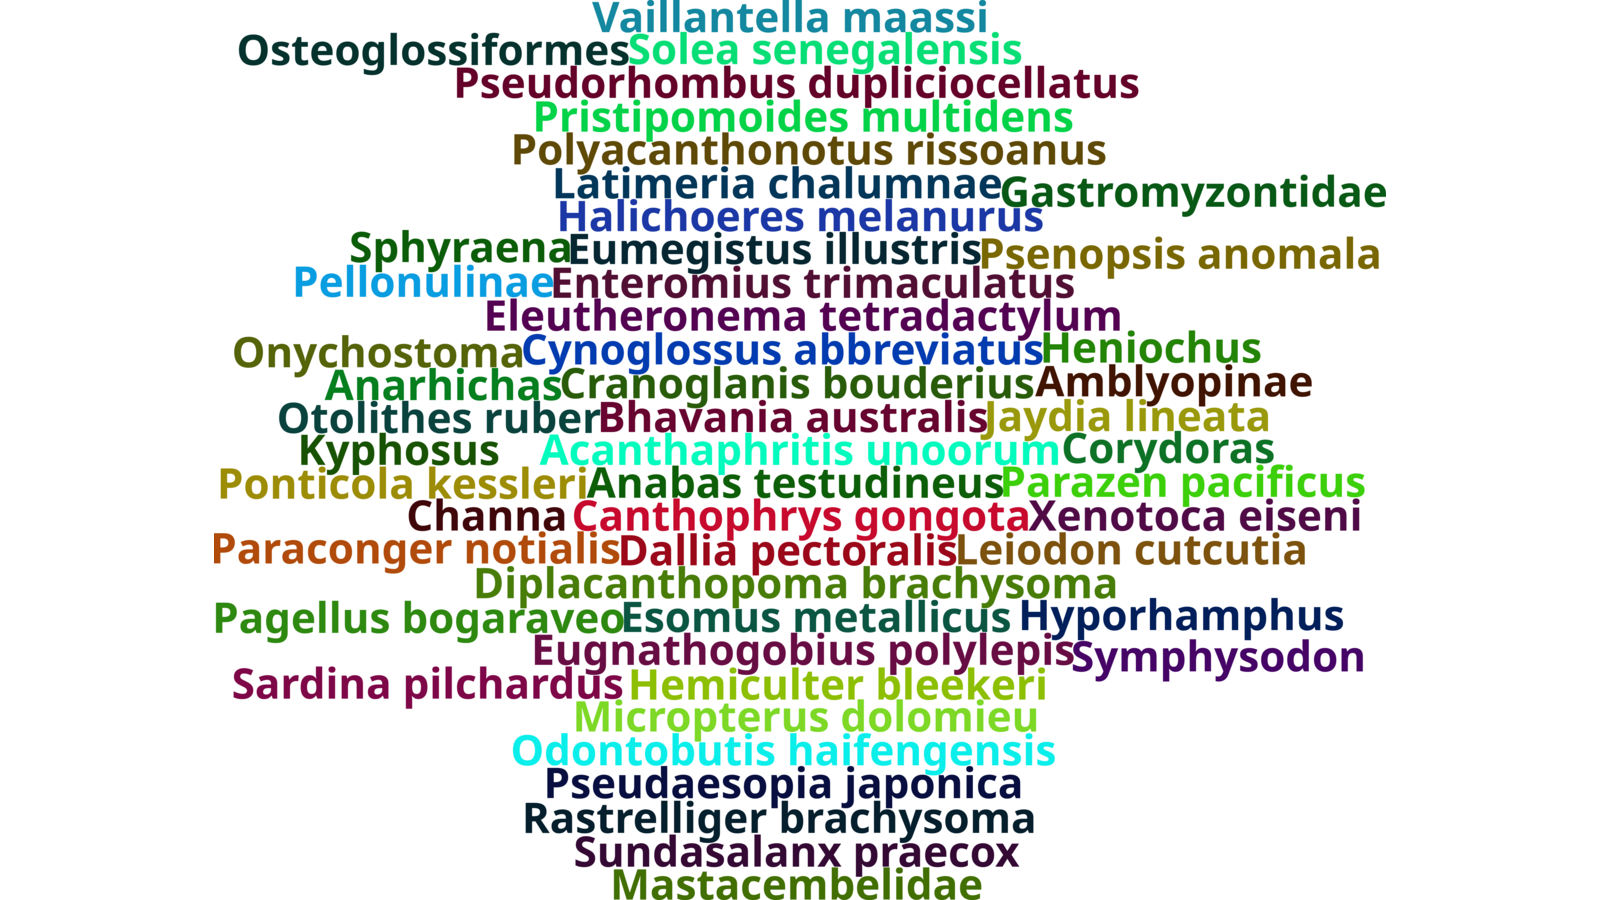 Vaillantella maassi
Osteoglossiformes Solea senegalensis
Pseudorhombus dupliciocellatus
Pristipomoides multidens
Polyacanthonotus rissoanus
Latimeria chalumnae Gastromyzontidae
Halichoeres melanurus
Sphyraena Eumegistus illustris Psenopsis anomala
Pellonulinae Enteromius trimaculatus
Eleutheronema tetradactylum
Onychostoma Cynoglossus abbreviatus Heniochus
Anarhichas Cranoglanis bouderius Amblyopinae
Otolithes ruber Bhavania australis Jaydia lineata
Kyphosus Acanthaphritis unoorum Corydoras
Ponticola kessleri Anabas testudineus Parazen pacificus
Channa Canthophrys gongota Xenotoca eiseni
Paraconger notialis Dallia pectoralis Leiodon cutcutia
Diplacanthopoma brachysoma
Pagellus bogaraveo Esomus metallicus Hyporhamphus
Eugnathogobius polylepis Symphysodon
Sardina pilchardus Hemiculter bleekeri
Micropterus dolomieu
Odontobutis haifengensis
Pseudaesopia japonica
Rastrelliger brachysoma
Sundasalanx praecox
Mastacembelidae